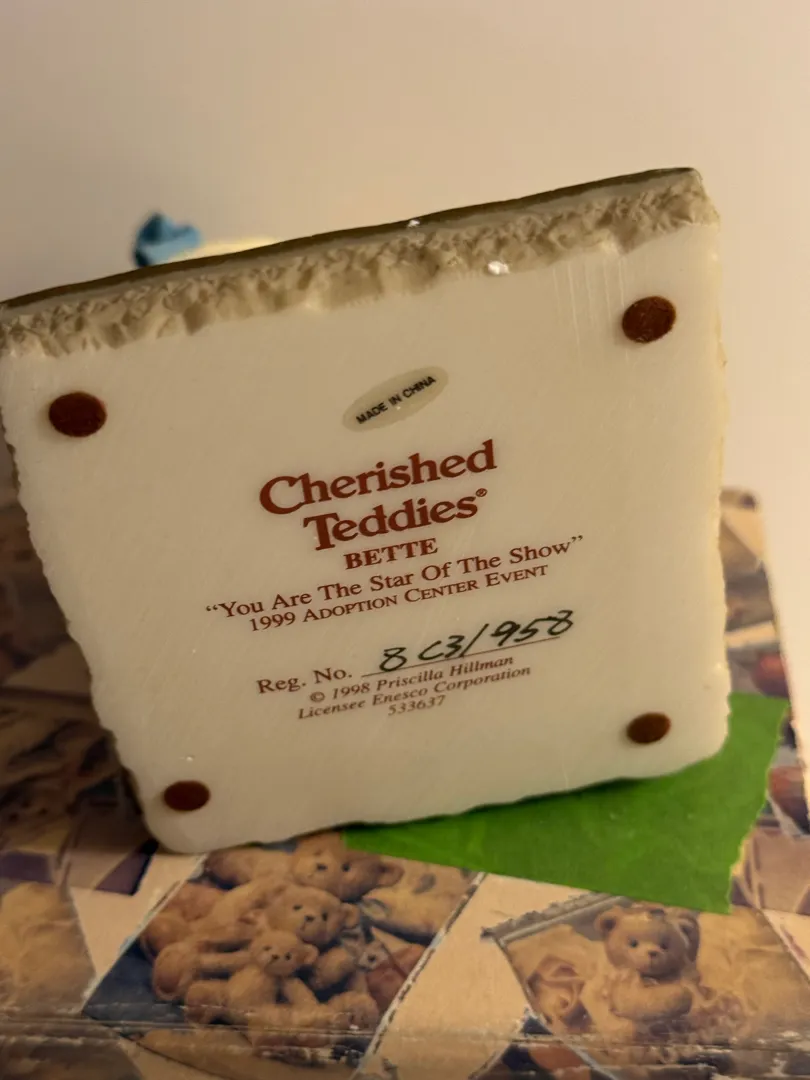 MADE IN CHINA
Cherished
Teddies®
BETTE
“You Are The Star Of The Show”
1999 ADOPTION CENTER EVENT
Reg. No. 8C3/958
© 1998 Priscilla Hillman
Licensee Enesco Corporation
533637